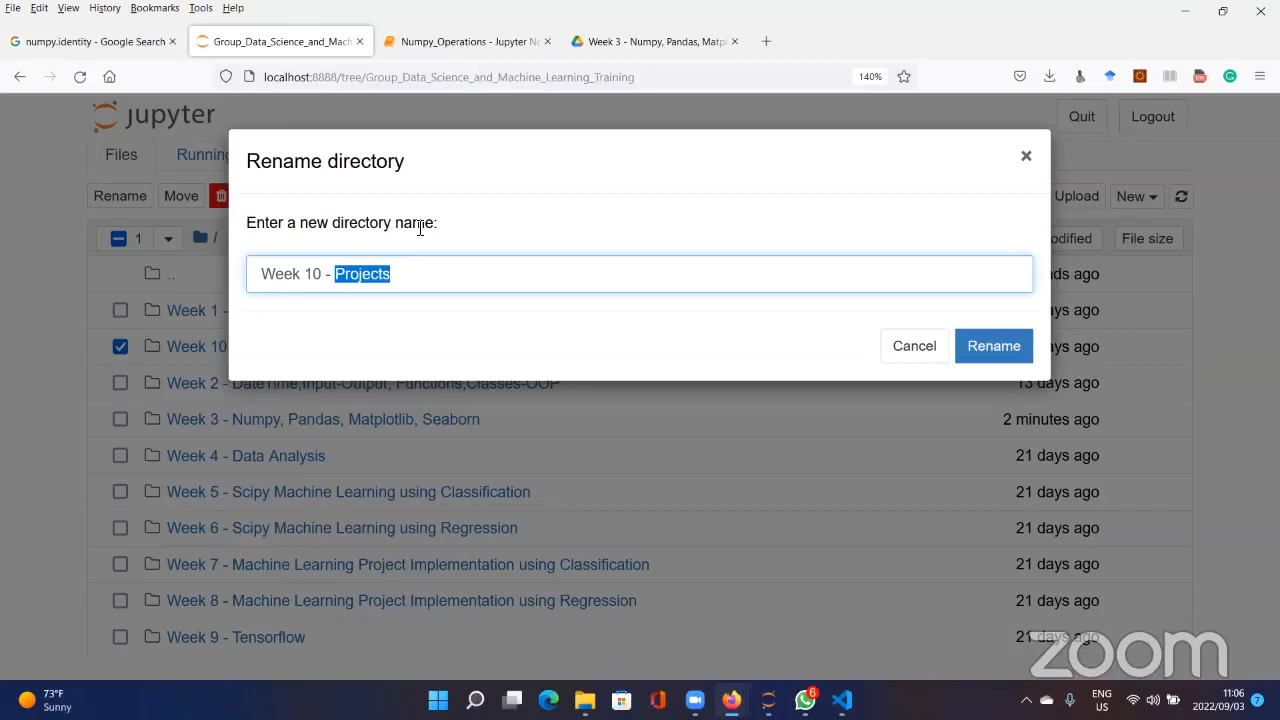 File Edit View History Bookmarks Tools Help
numpy.identity - Google Search
Group_Data_Science_and_Mach
Numpy_Operations - Jupyter No
Week 3 - Numpy, Pandas, Matpl
localhost:8888/tree/Group_Data_Science_and_Machine_Learning_Training
140%
jupyter
Quit
Logout
Files
Running
Rename
Move
Upload
New
1
/
odified
File size
Rename directory
Enter a new directory name:
Week 10 - Projects
Cancel
Rename
..
nds ago
Week 1 -
ys ago
Week 10
ys ago
Week 2 - DateTime,Input-Output, Functions,Classes-OOP
13 days ago
Week 3 - Numpy, Pandas, Matplotlib, Seaborn
2 minutes ago
Week 4 - Data Analysis
21 days ago
Week 5 - Scipy Machine Learning using Classification
21 days ago
Week 6 - Scipy Machine Learning using Regression
21 days ago
Week 7 - Machine Learning Project Implementation using Classification
21 days ago
Week 8 - Machine Learning Project Implementation using Regression
21 days ago
Week 9 - Tensorflow
21 days ago
zoom
73°F
Sunny
6
ENG
US
11:06
2022/09/03
7